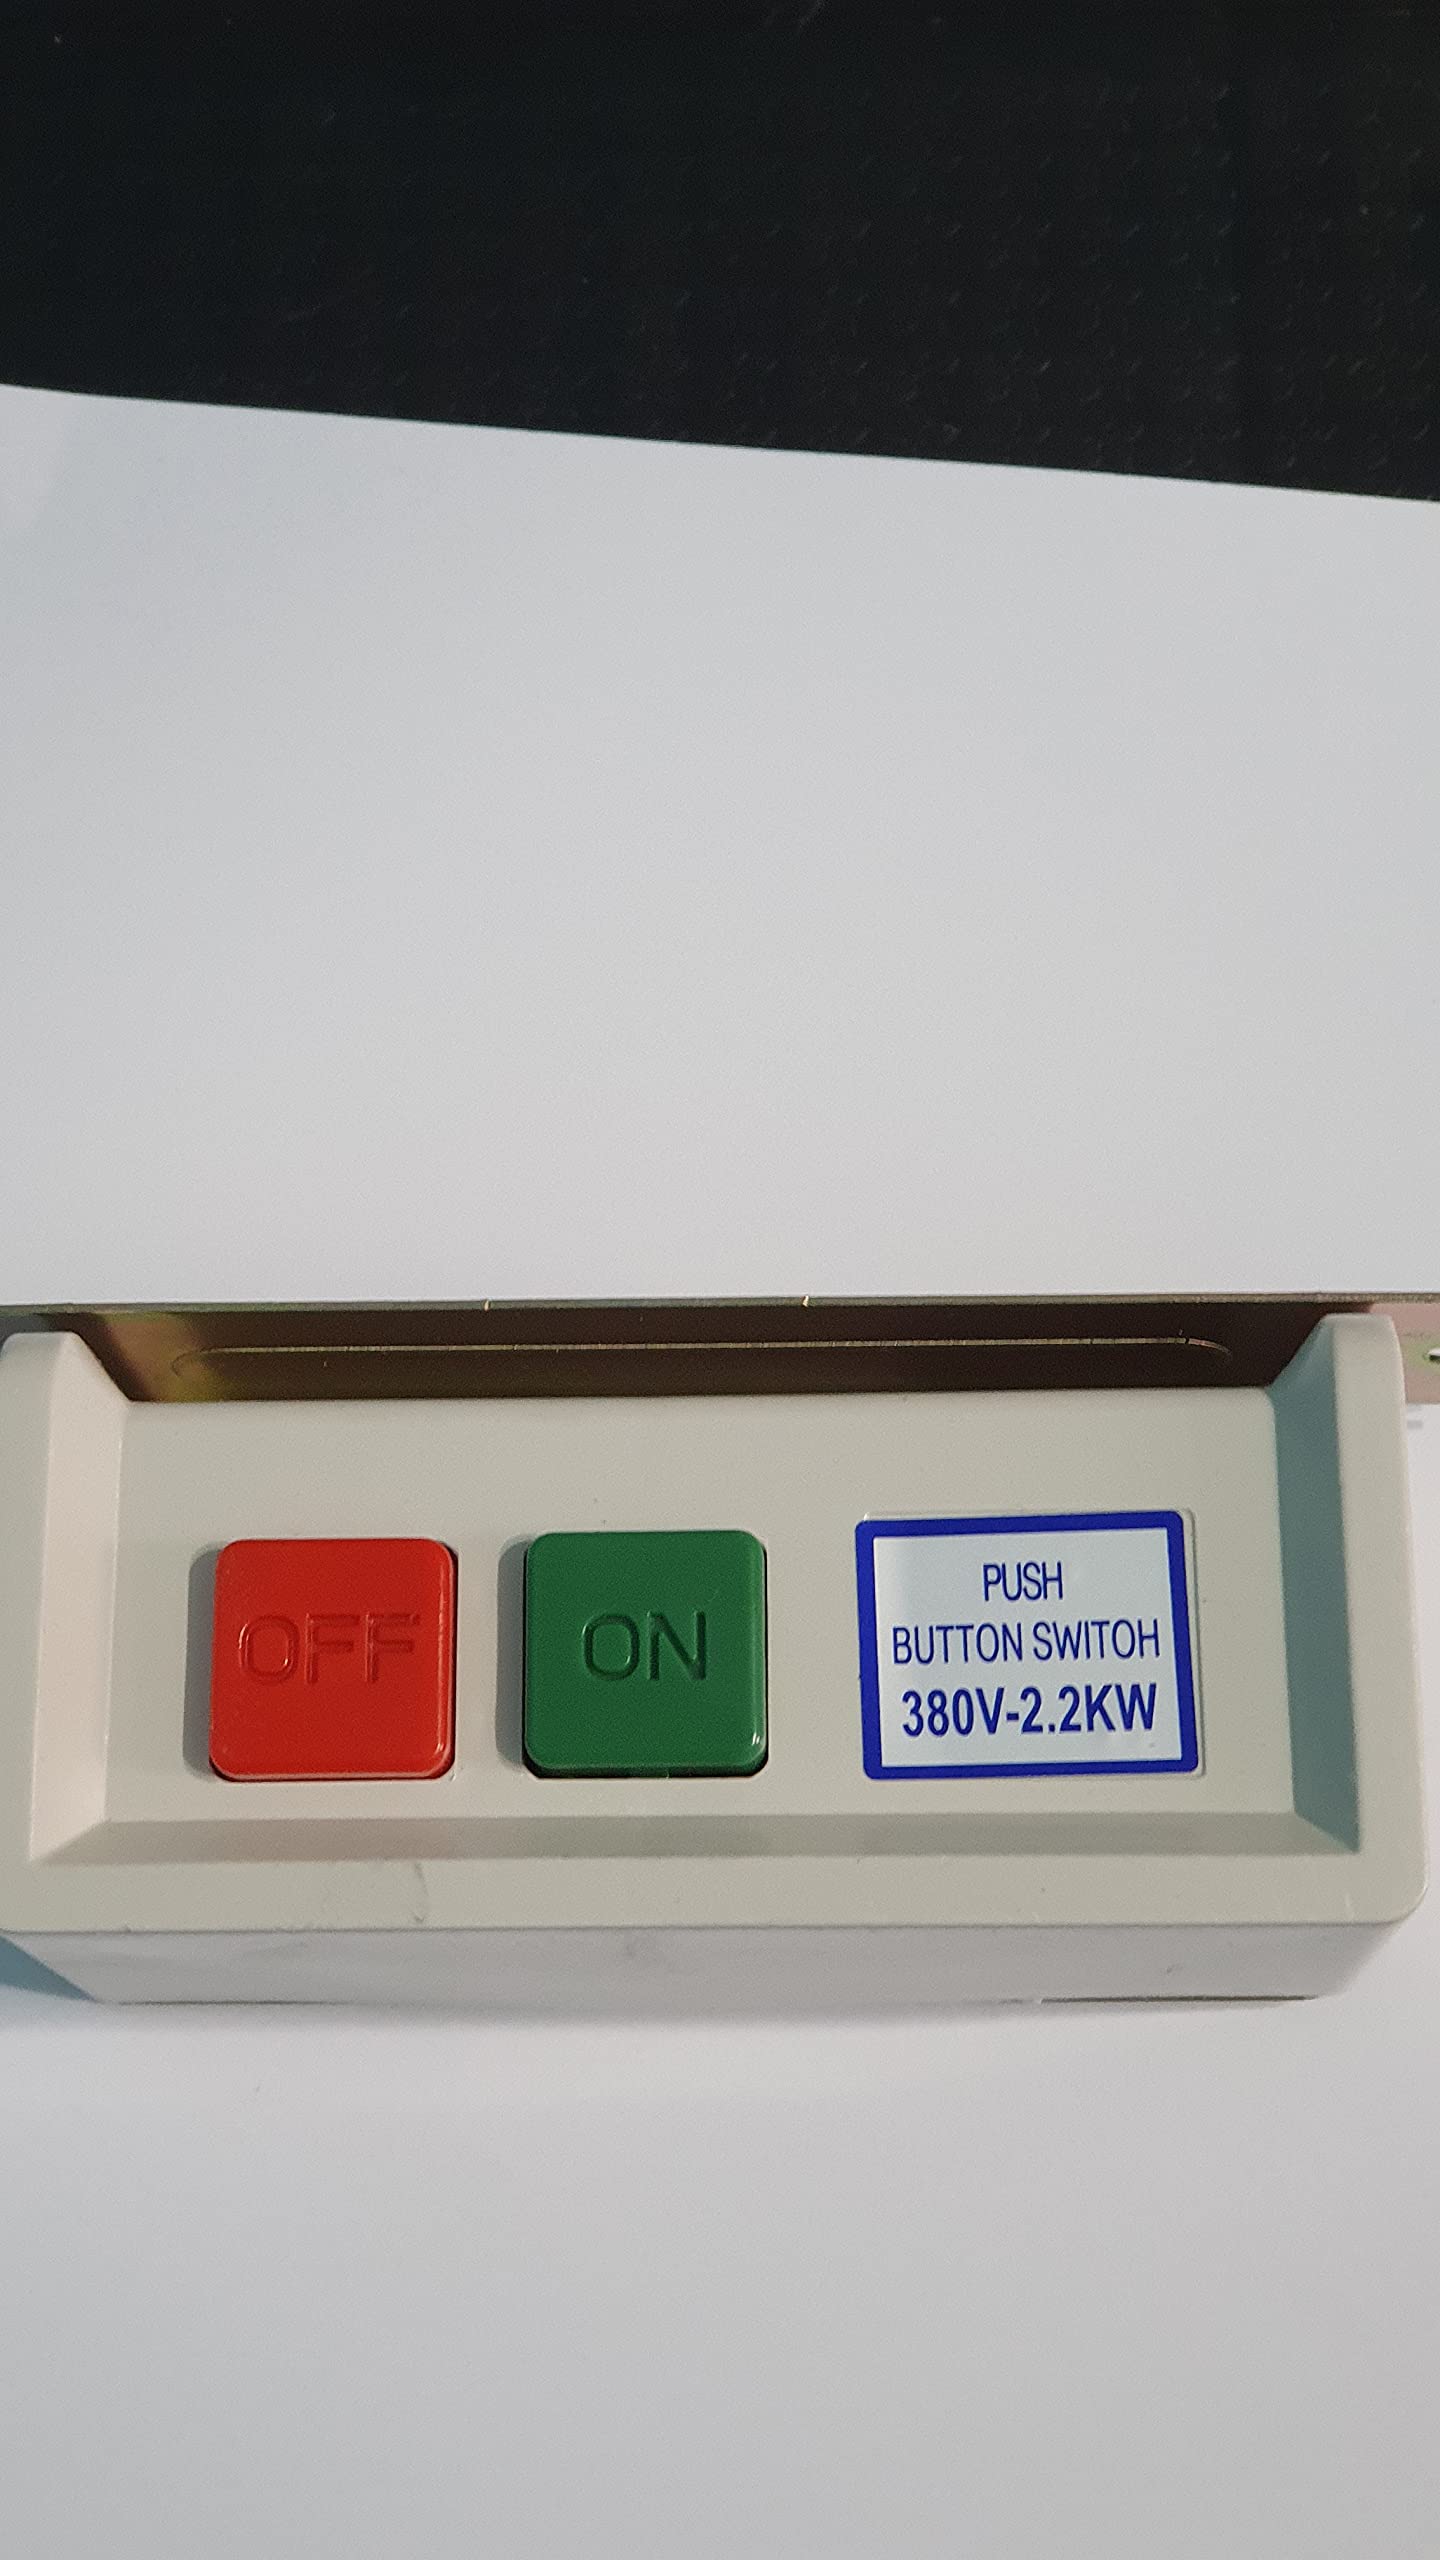 OFF
ON
PUSH
BUTTON SWITOH
380V-2.2KW